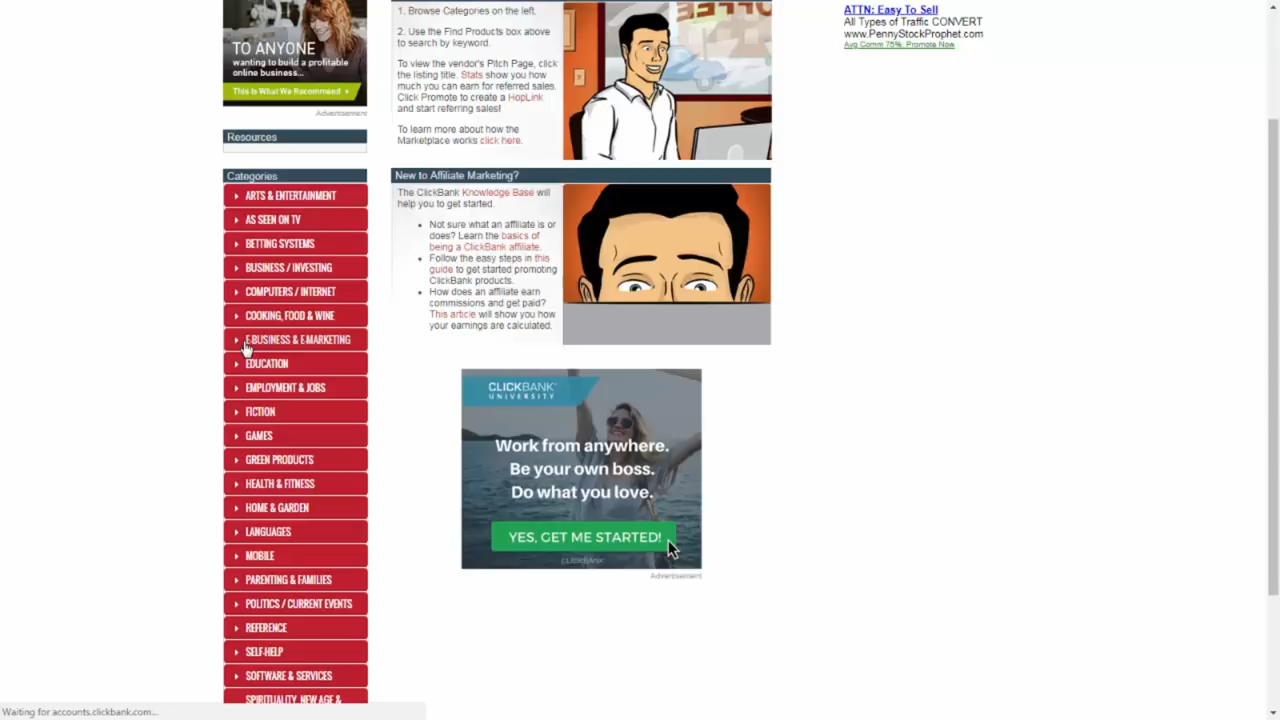 TO ANYONE
wanting to build a profitable
online business...
This Is What We Recommend
Advertisement
Resources
Categories
ARTS & ENTERTAINMENT
AS SEEN ON TV
BETTING SYSTEMS
BUSINESS / INVESTING
COMPUTERS / INTERNET
COOKING, FOOD & WINE
E-BUSINESS & E-MARKETING
EDUCATION
EMPLOYMENT & JOBS
FICTION
GAMES
GREEN PRODUCTS
HEALTH & FITNESS
HOME & GARDEN
LANGUAGES
MOBILE
PARENTING & FAMILIES
POLITICS / CURRENT EVENTS
REFERENCE
SELF-HELP
SOFTWARE & SERVICES
SPIRITUALITY, NEW AGE &
1. Browse Categories on the left.
2. Use the Find Products box above
to search by keyword.
To view the vendor's Pitch Page, click
the listing title. Stats show you how
much you can earn for referred sales.
Click Promote to create a HopLink
and start referring sales!
To learn more about how the
Marketplace works click here.
New to Affiliate Marketing?
The ClickBank Knowledge Base will
help you to get started.
• Not sure what an affiliate is or
does? Learn the basics of
being a ClickBank affiliate.
• Follow the easy steps in this
guide to get started promoting
ClickBank products.
• How does an affiliate earn
commissions and get paid?
This article will show you how
your earnings are calculated.
CLICKBANK
UNIVERSITY
Work from anywhere.
Be your own boss.
Do what you love.
YES, GET ME STARTED!
CLICKBANK
Advertisement
ATTN: Easy To Sell
All Types of Traffic CONVERT
www.PennyStockProphet.com
Avg Comm 75%. Promote Now
Waiting for accounts.clickbank.com...